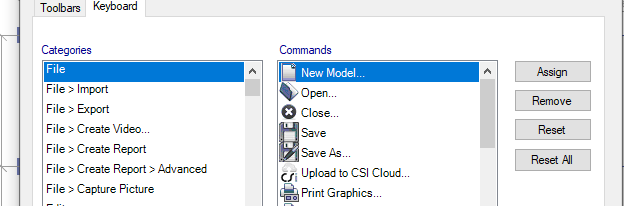 Toolbars Keyboard
Categories
File
File > Import
File > Export
File > Create Video...
File > Create Report
File > Create Report > Advanced
File > Capture Picture
Commands
New Model...
Open...
Close...
Save
Save As...
CSI Upload to CSI Cloud...
Print Graphics...
Assign
Remove
Reset
Reset All